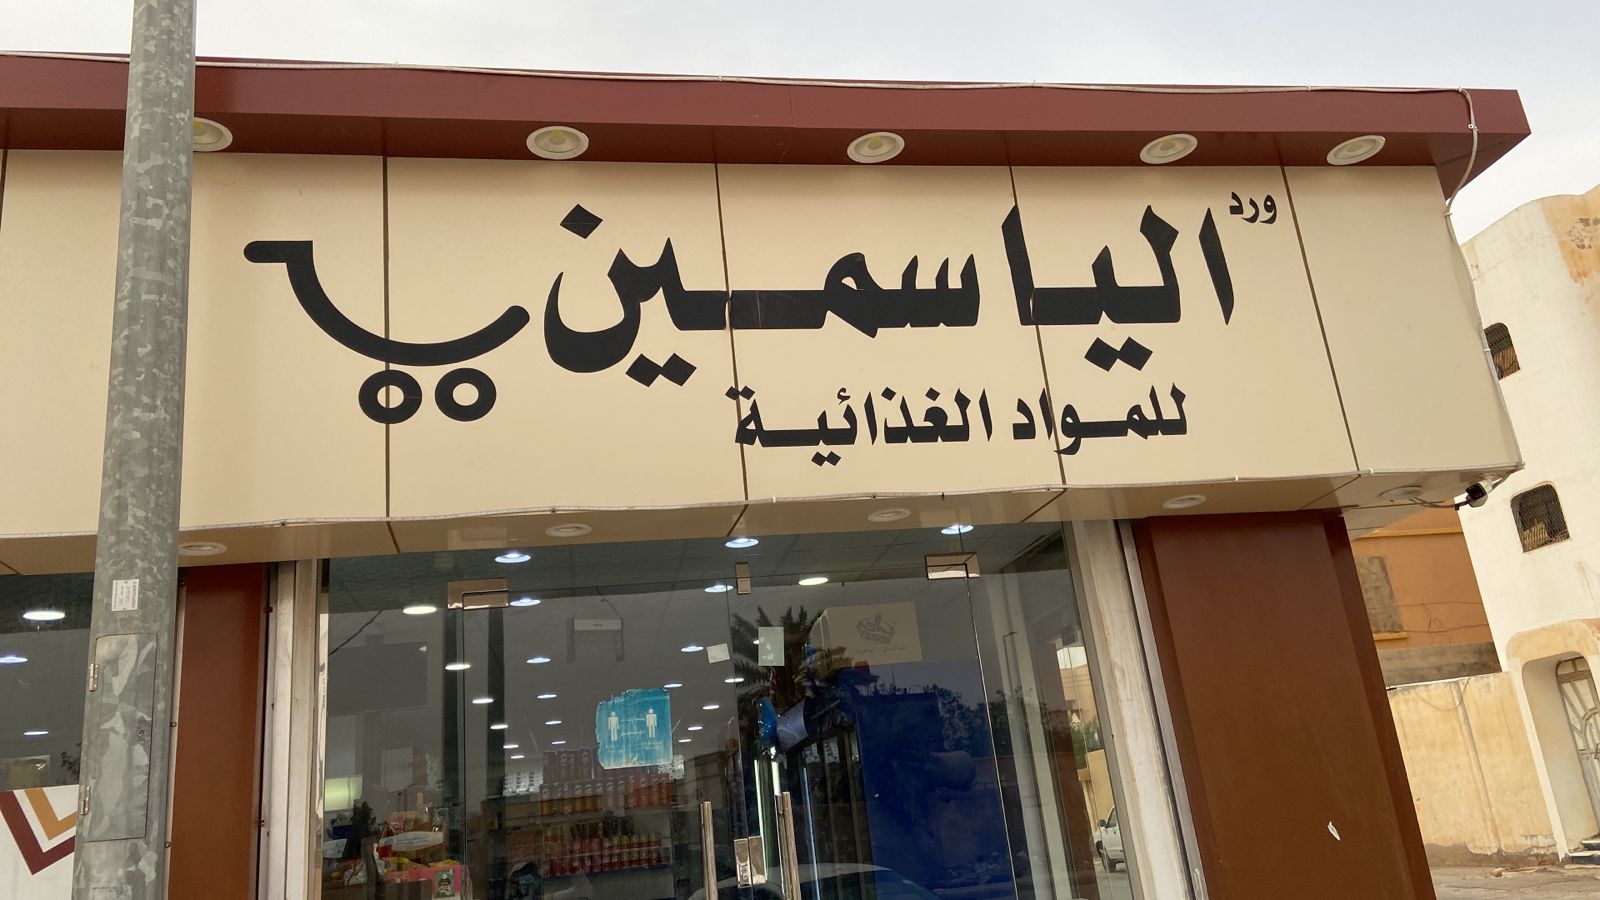 ورد
الياسمين
للمواد الغذائية